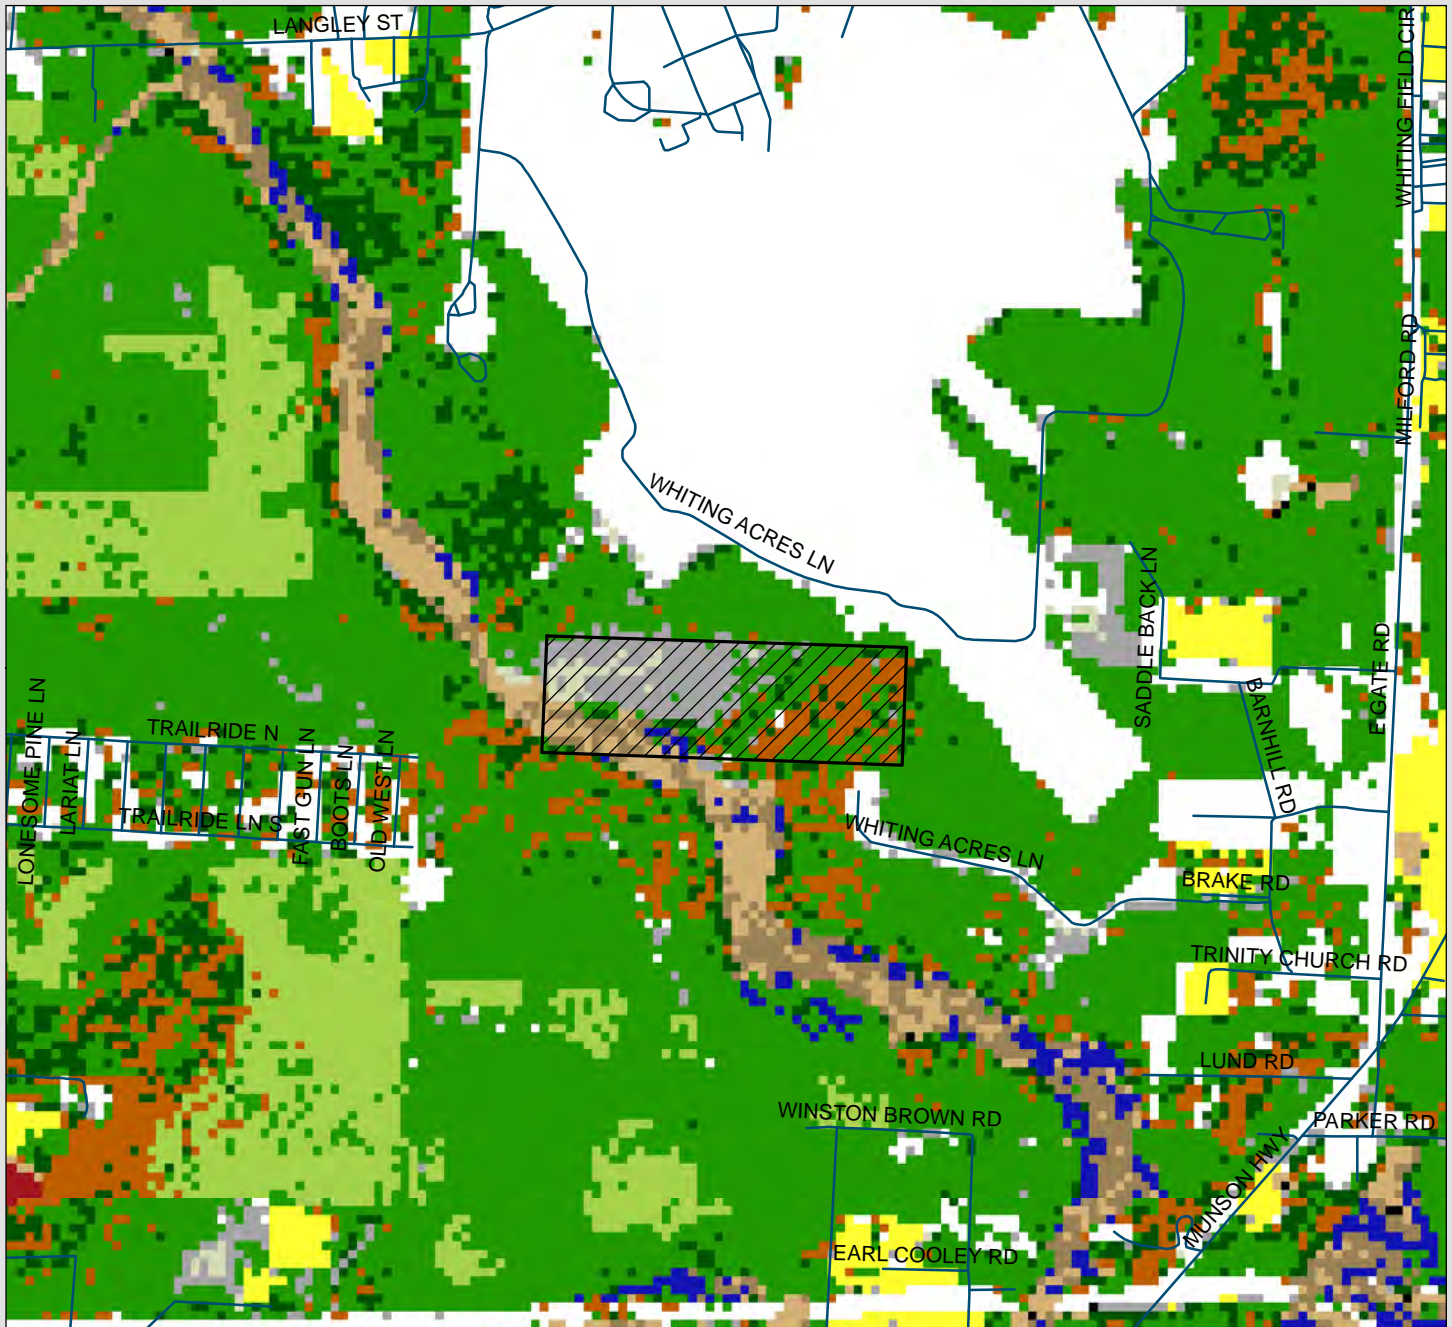 LANGLEY ST
WHITING FIELD CIR
MILFORD RD
WHITING ACRES LN
SADDLE BACK LN
E GATE RD
BARNHILL RD
LONESOME PINE LN
LARIAT LN
TRAILRIDE N
FAST GUN LN
BOOTS LN
OLD WEST LN
TRAILRIDE LN S
WHITING ACRES LN
BRAKE RD
TRINITY CHURCH RD
LUND RD
WINSTON BROWN RD
PARKER RD
MUNSON HWY
EARL COOLEY RD